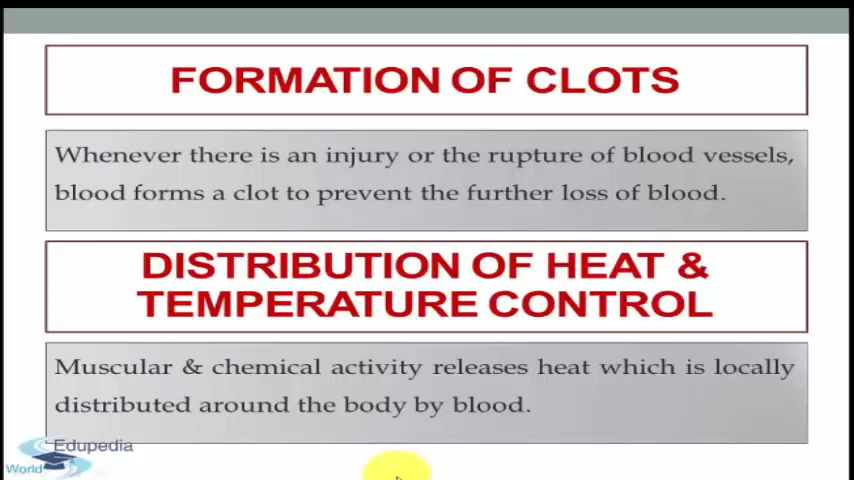 FORMATION OF CLOTS
Whenever there is an injury or the rupture of blood vessels,
blood forms a clot to prevent the further loss of blood.
DISTRIBUTION OF HEAT &
TEMPERATURE CONTROL
Muscular & chemical activity releases heat which is locally
distributed around the body by blood.
Edupedia
World